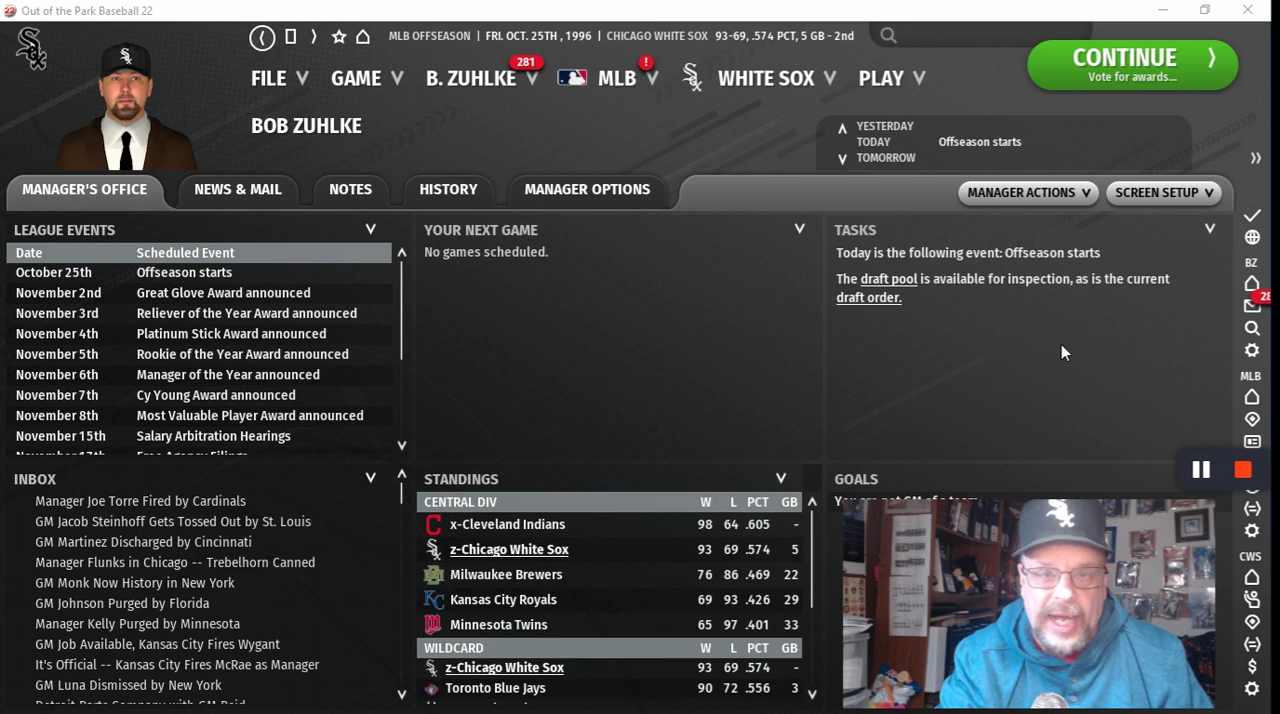 Out of the Park Baseball 22
MLB OFFSEASON | FRI. OCT. 25TH , 1996 | CHICAGO WHITE SOX 93-69, .574 PCT, 5 GB - 2nd
CONTINUE
Vote for awards...
FILE GAME B. ZUHLKE 281 MLB ! WHITE SOX PLAY
BOB ZUHLKE
YESTERDAY
TODAY Offseason starts
TOMORROW
MANAGER'S OFFICE NEWS & MAIL NOTES HISTORY MANAGER OPTIONS MANAGER ACTIONS SCREEN SETUP
LEAGUE EVENTS
Date Scheduled Event
October 25th Offseason starts
November 2nd Great Glove Award announced
November 3rd Reliever of the Year Award announced
November 4th Platinum Stick Award announced
November 5th Rookie of the Year Award announced
November 6th Manager of the Year announced
November 7th Cy Young Award announced
November 8th Most Valuable Player Award announced
November 15th Salary Arbitration Hearings
YOUR NEXT GAME
No games scheduled.
TASKS
Today is the following event: Offseason starts
The draft pool is available for inspection, as is the current
draft order.
BZ
28
MLB
CWS
INBOX
Manager Joe Torre Fired by Cardinals
GM Jacob Steinhoff Gets Tossed Out by St. Louis
GM Martinez Discharged by Cincinnati
Manager Flunks in Chicago -- Trebelhorn Canned
GM Monk Now History in New York
GM Johnson Purged by Florida
Manager Kelly Purged by Minnesota
GM Job Available, Kansas City Fires Wygant
It's Official -- Kansas City Fires McRae as Manager
GM Luna Dismissed by New York
STANDINGS
CENTRAL DIV W L PCT GB
x-Cleveland Indians 98 64 .605 -
z-Chicago White Sox 93 69 .574 5
Milwaukee Brewers 76 86 .469 22
Kansas City Royals 69 93 .426 29
Minnesota Twins 65 97 .401 33
WILDCARD W L PCT GB
z-Chicago White Sox 93 69 .574 -
Toronto Blue Jays 90 72 .556 3
GOALS